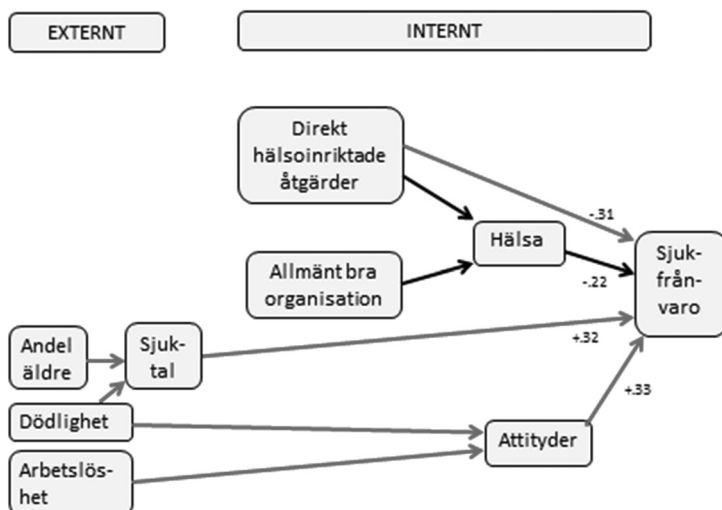 EXTERNT
INTERNT
Direkt
hälsoinriktade
åtgärder
-.31
Hälsa
Sjuk-
från-
varo
Allmänt bra
organisation
-.22
Andel
äldre
Sjuk-
tal
+.32
Dödlighet
+.33
Attityder
Arbetslös-
het